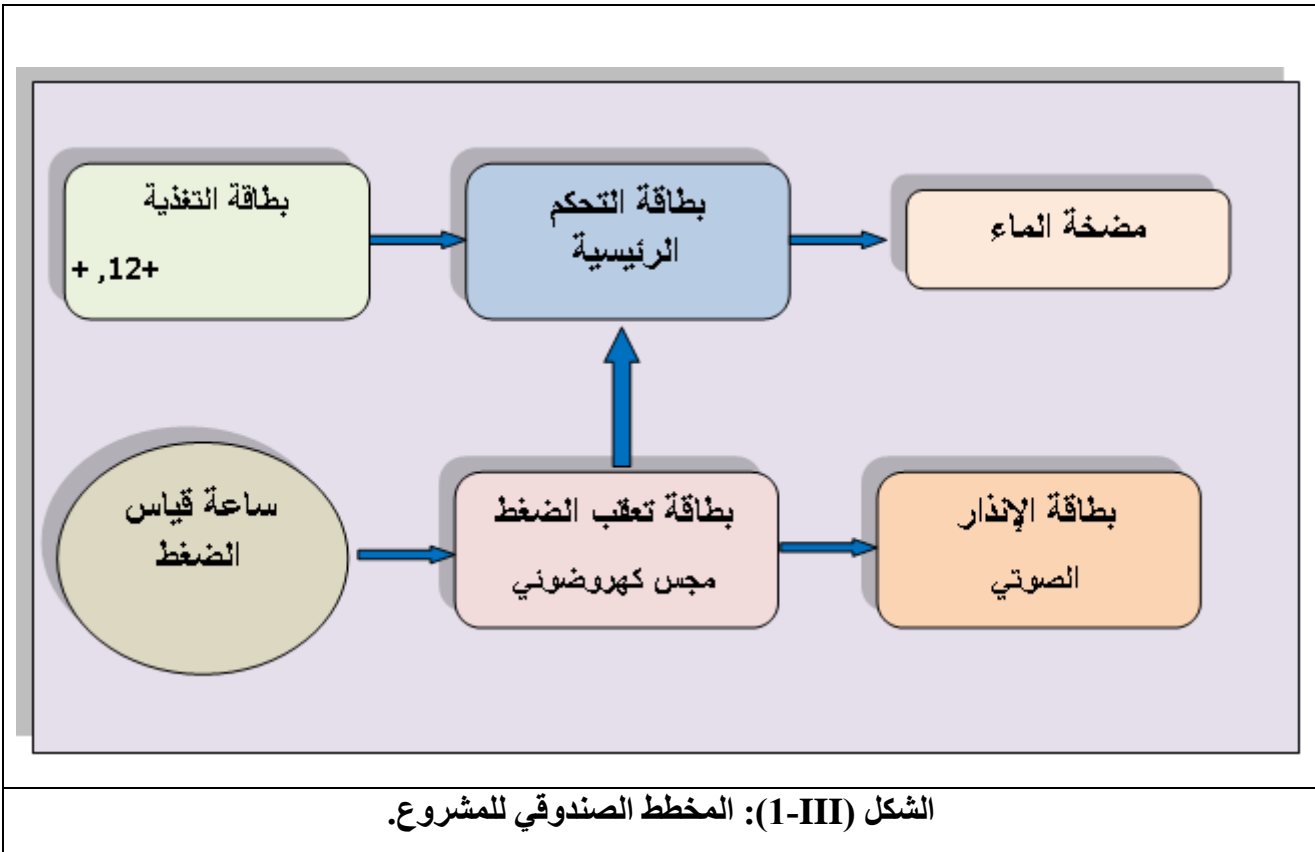 بطاقة التغذية
+12, +
بطاقة التحكم
الرئيسية
مضخة الماء
ساعة قياس
الضغط
بطاقة تعقب الضغط
مجس كهروضوئي
بطاقة الإنذار
الصوتي
الشكل (III-1): المخطط الصندوقي للمشروع.